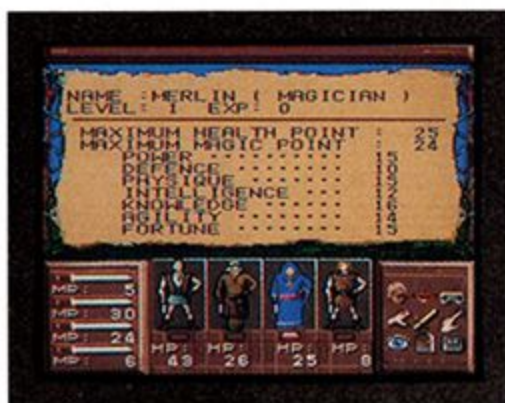 NAME :MERLIN ( MAGICIAN )
LEVEL: 1 EXP: 0
MAXIMUM HEALTH POINT : 25
MAXIMUM MAGIC POINT : 24
POWER --------- 15
DEFENCE
PHYSIQUE
INTELLIGENCE
KNOWLEDGE
AGILITY
FORTUNE
MP: 5
MP: 30
MP: 24
MP: 6
HP: 43
HP: 26
HP: 25
HP: